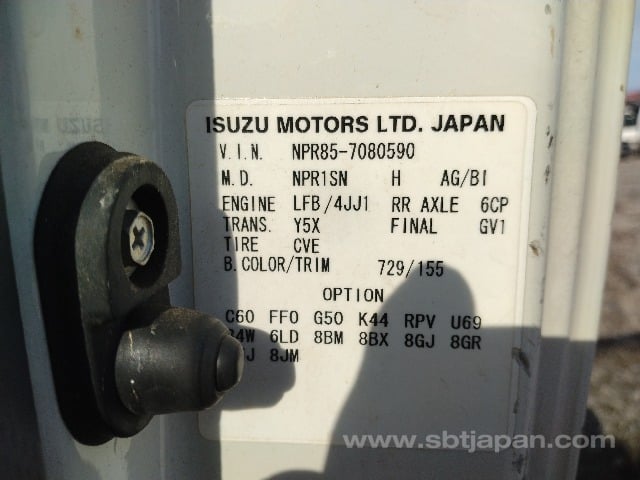 ISUZU MOTORS LTD. JAPAN
V.I.N. NPR85-7080590
M.D. NPR1SN H AG/BI
ENGINE LFB/4JJ1 RR AXLE 6CP
TRANS. Y5X FINAL GV1
TIRE CVE
B.COLOR/TRIM 729/155
OPTION
C60 FF0 G50 K44 RPV U69
6LD 8BM 8BX 8GJ 8GR
8JM
www.sbtjapan.com